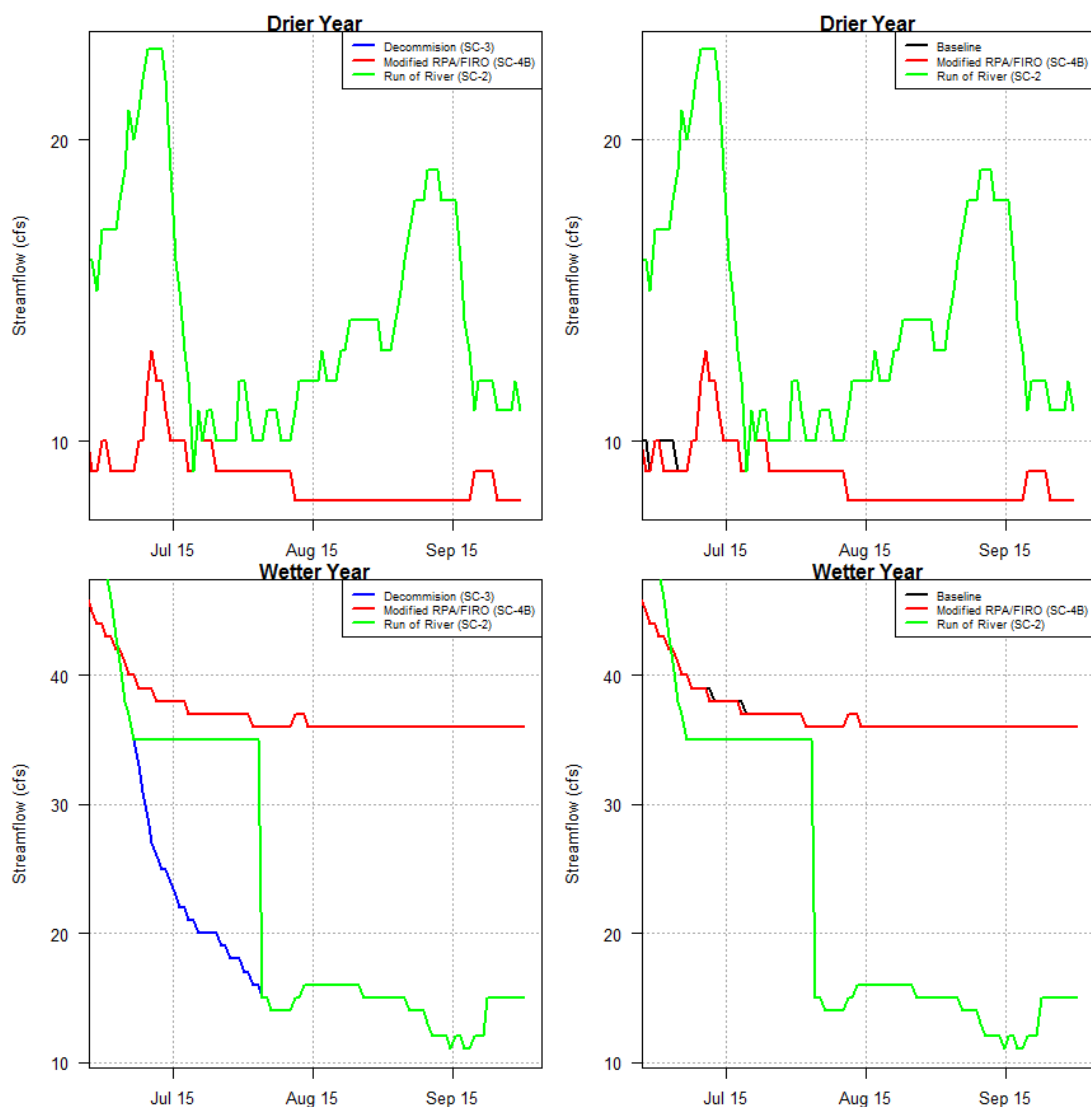 Drier Year
Decommision (SC-3)
Modified RPA/FIRO (SC-4B)
Run of River (SC-2)
20
10
Streamflow (cfs)
Jul 15
Aug 15
Sep 15
Drier Year
Baseline
Modified RPA/FIRO (SC-4B)
Run of River (SC-2
20
10
Streamflow (cfs)
Jul 15
Aug 15
Sep 15
Wetter Year
Decommision (SC-3)
Modified RPA/FIRO (SC-4B)
Run of River (SC-2)
40
30
20
10
Streamflow (cfs)
Jul 15
Aug 15
Sep 15
Wetter Year
Baseline
Modified RPA/FIRO (SC-4B)
Run of River (SC-2)
40
30
20
10
Streamflow (cfs)
Jul 15
Aug 15
Sep 15